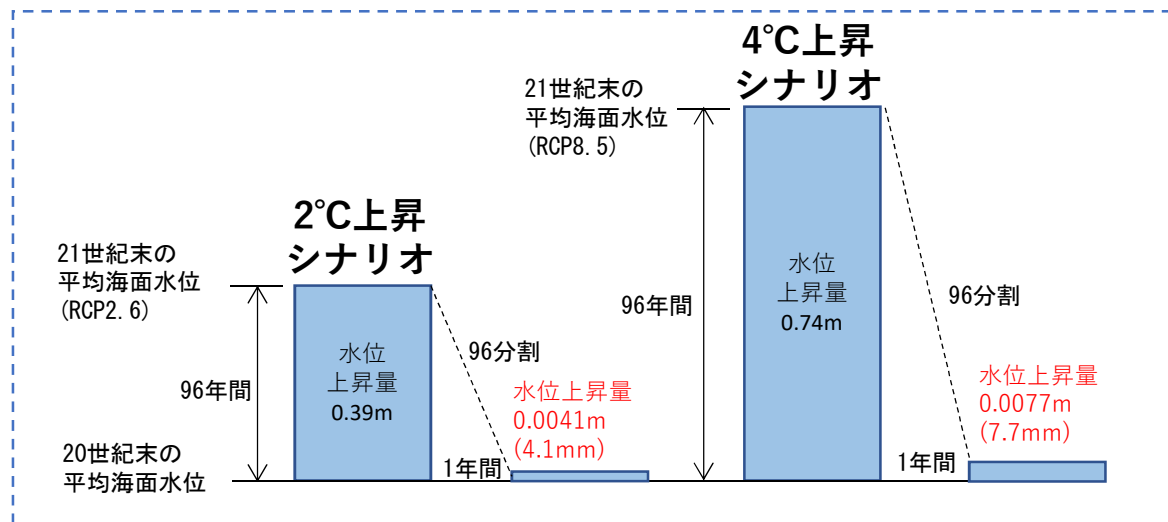 2℃上昇
シナリオ
21世紀末の
平均海面水位
(RCP2.6)
96年間
水位
上昇量
0.39m
96分割
水位上昇量
0.0041m
(4.1mm)
1年間
20世紀末の
平均海面水位
4℃上昇
シナリオ
21世紀末の
平均海面水位
(RCP8.5)
96年間
水位
上昇量
0.74m
96分割
水位上昇量
0.0077m
(7.7mm)
1年間